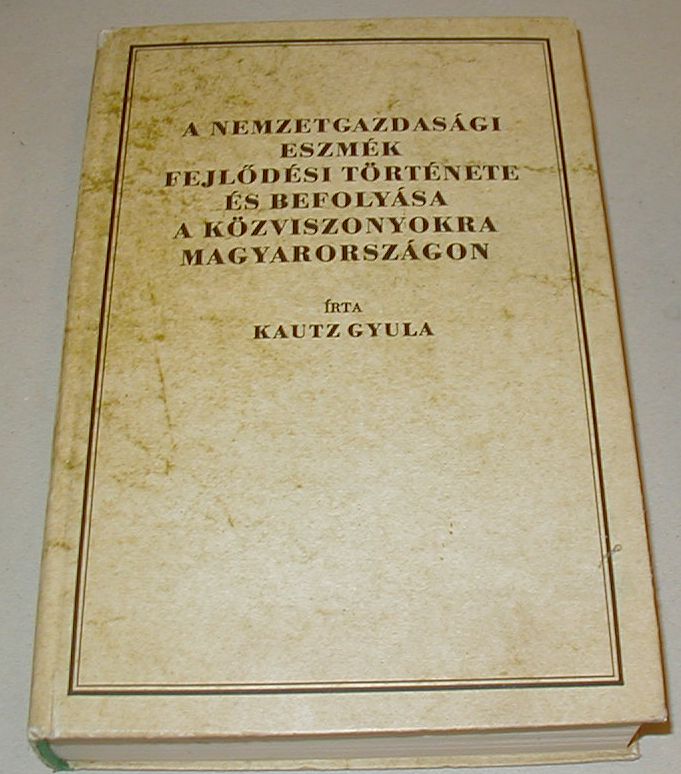 A NEMZETGAZDASÁGI
ESZMÉK
FEJLŐDÉSI TÖRTÉNETE
ÉS BEFOLYÁSA
A KÖZVISZONYOKRA
MAGYARORSZÁGON
ÍRTA
KAUTZ GYULA